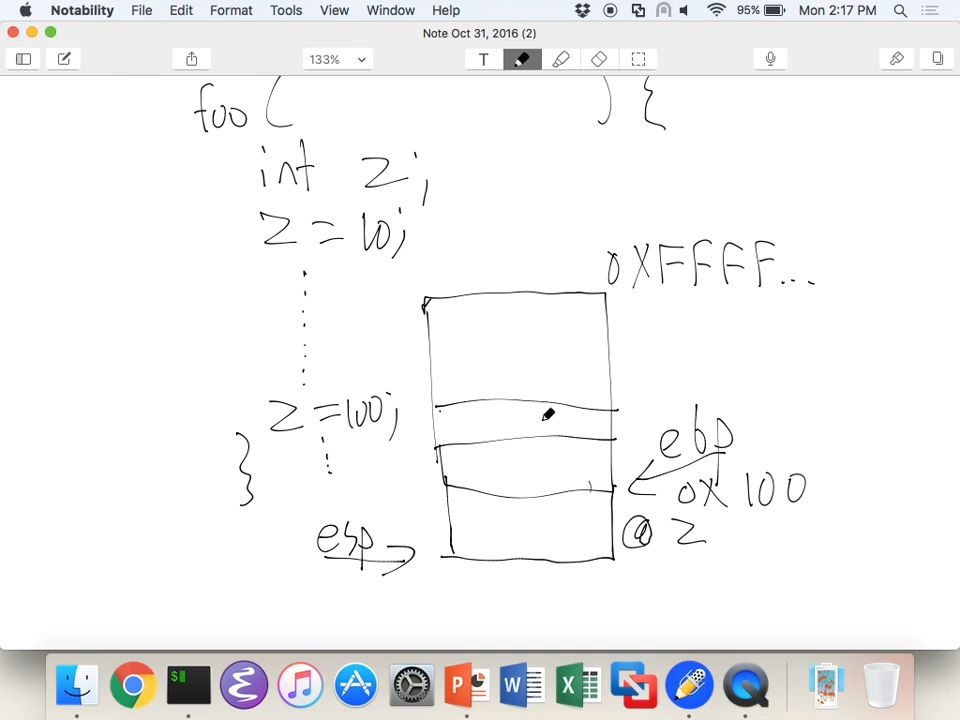 Notability File Edit Format Tools View Window Help 95% Mon 2:17 PM
Note Oct 31, 2016 (2)
133% T
foo ( ) {
int z;
z = 10;
0XFFFF...
z = 100;
}
ebp
0X100
@ z
esp
$
P W X